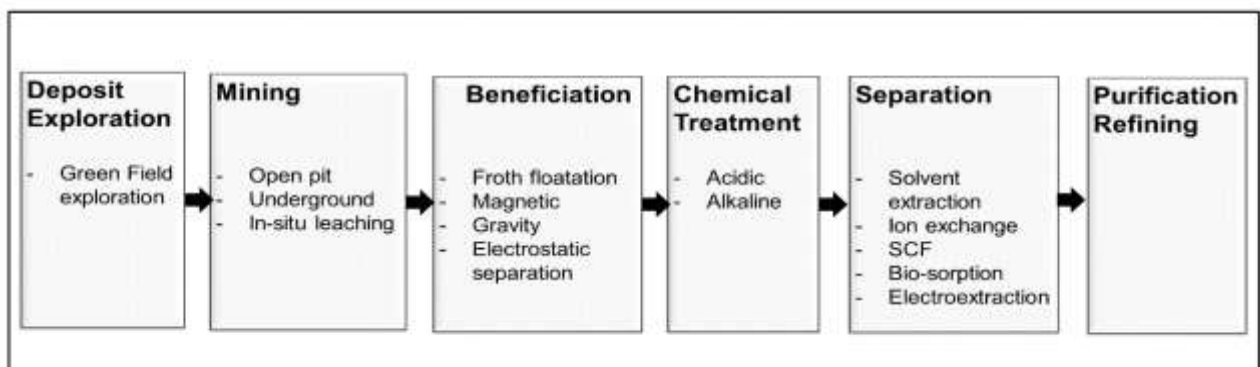 Deposit
Exploration
- Green Field
exploration
Mining
- Open pit
- Underground
- In-situ leaching
Beneficiation
- Froth floatation
- Magnetic
- Gravity
- Electrostatic
separation
Chemical
Treatment
- Acidic
- Alkaline
Separation
- Solvent
extraction
- Ion exchange
- SCF
- Bio-sorption
- Electroextraction
Purification
Refining